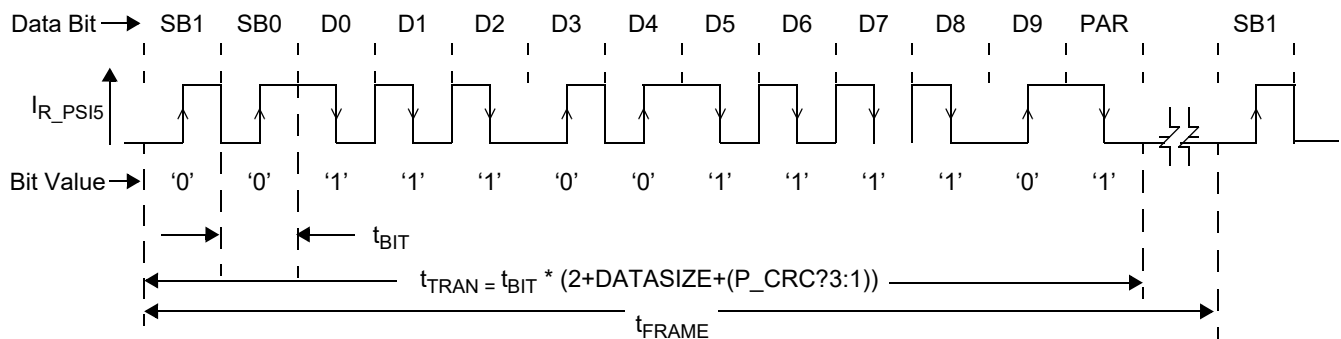 Data Bit SB1 SB0 D0 D1 D2 D3 D4 D5 D6 D7 D8 D9 PAR SB1
I_R_PSI5
Bit Value ‘0’ ‘0’ ‘1’ ‘1’ ‘1’ ‘0’ ‘0’ ‘1’ ‘1’ ‘1’ ‘1’ ‘0’ ‘1’
t_BIT
t_TRAN = t_BIT * (2+DATASIZE+(P_CRC?3:1))
t_FRAME